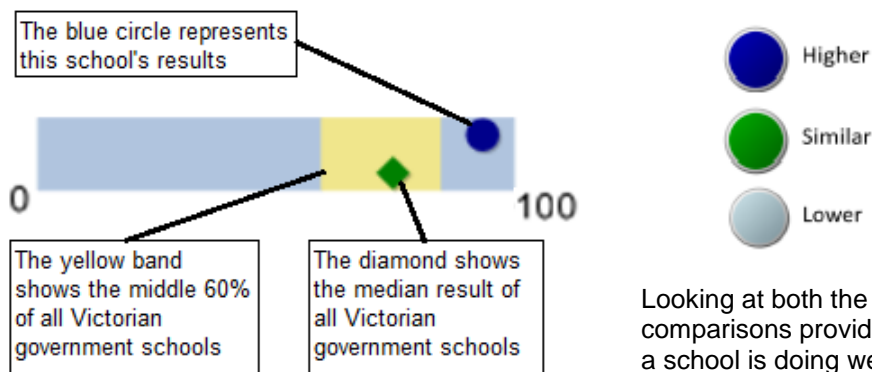 The blue circle represents
this school's results
0
100
The yellow band
shows the middle 60%
of all Victorian
government schools
The diamond shows
the median result of
all Victorian
government schools
Higher
Similar
Lower
Looking at both the
comparisons provid
a school is doing we